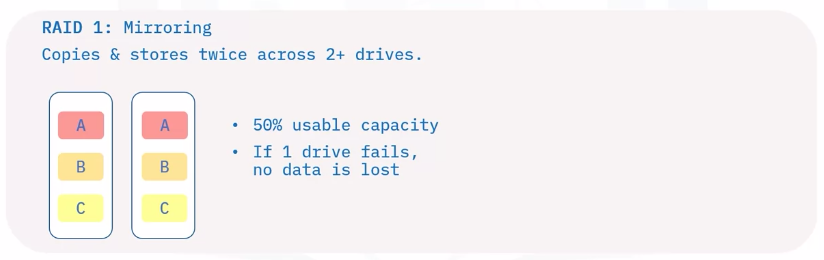 RAID 1: Mirroring
Copies & stores twice across 2+ drives.
A A
B B
C C
• 50% usable capacity
• If 1 drive fails,
no data is lost